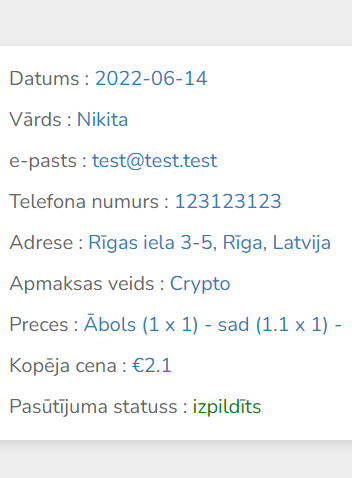 Datums : 2022-06-14
Vārds : Nikita
e-pasts : test@test.test
Telefona numurs : 123123123
Adrese : Rīgas iela 3-5, Rīga, Latvija
Apmaksas veids : Crypto
Preces : Ābols (1 x 1) - sad (1.1 x 1) -
Kopēja cena : €2.1
Pasūtījuma statuss : izpildīts